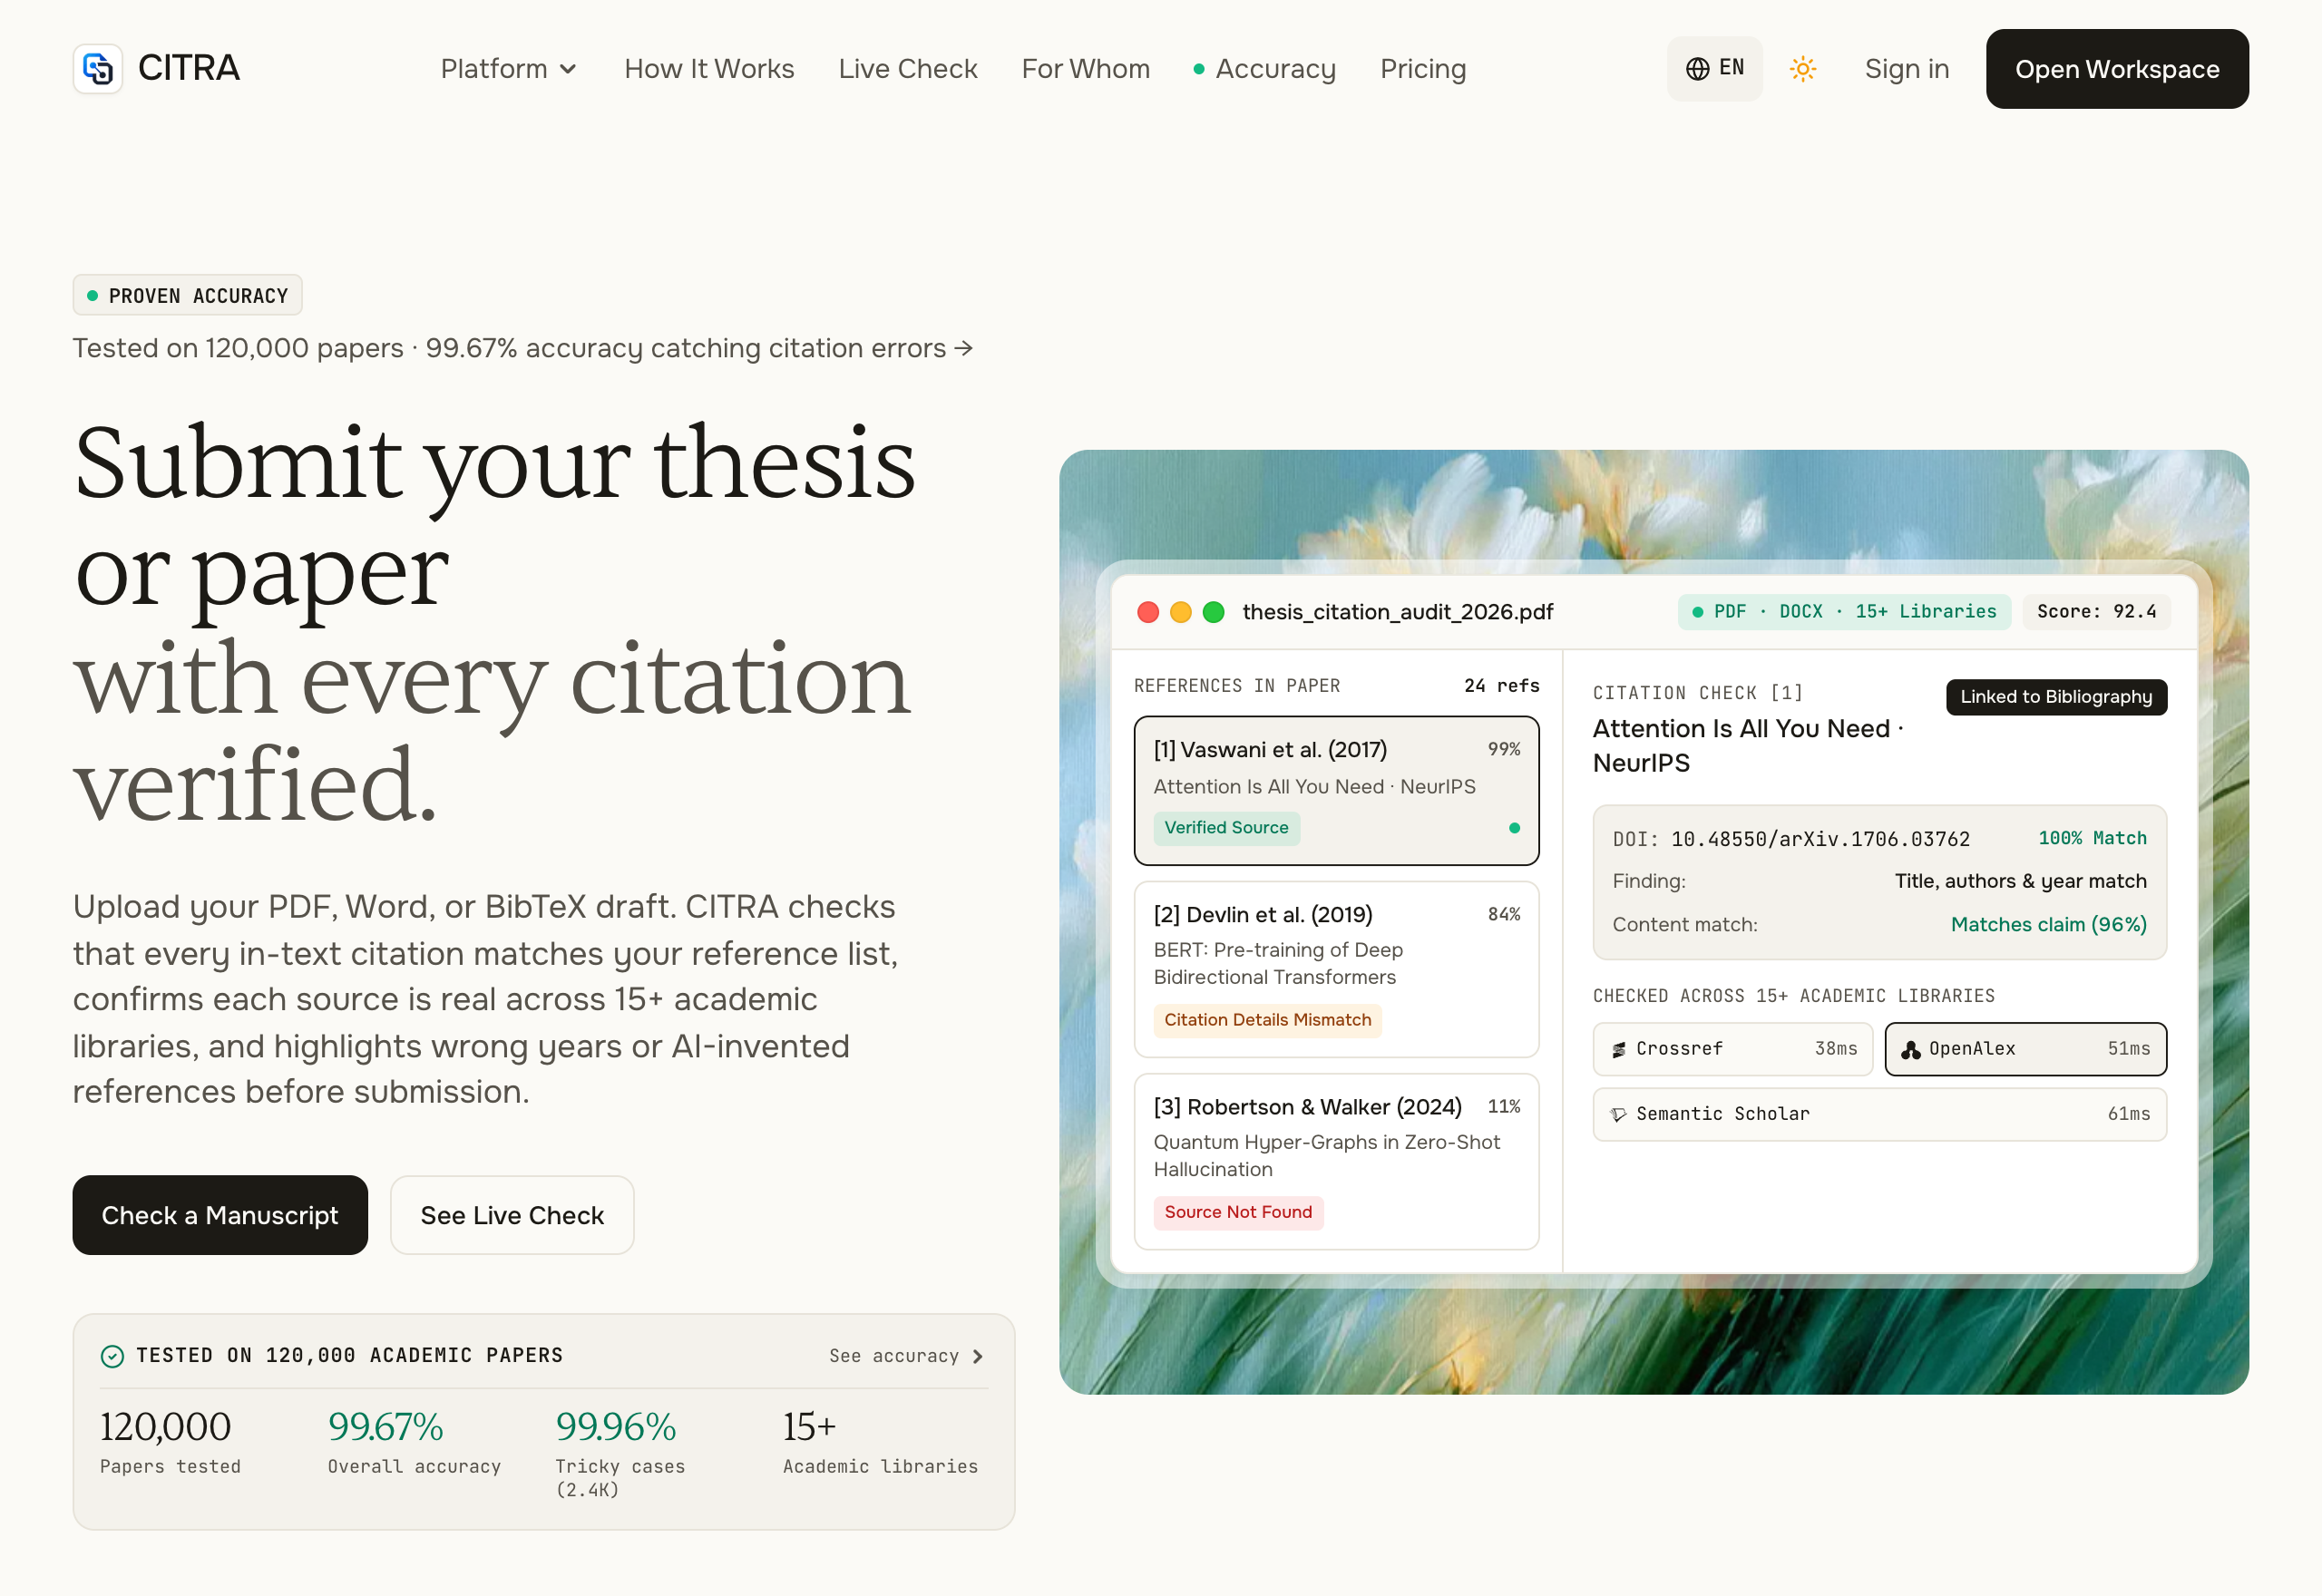 CITRA
Platform
How It Works
Live Check
For Whom
Accuracy
Pricing
EN
Sign in
Open Workspace
PROVEN ACCURACY
Tested on 120,000 papers · 99.67% accuracy catching citation errors →
Submit your thesis
or paper
with every citation
verified.
Upload your PDF, Word, or BibTeX draft. CITRA checks
that every in-text citation matches your reference list,
confirms each source is real across 15+ academic
libraries, and highlights wrong years or AI-invented
references before submission.
Check a Manuscript
See Live Check
TESTED ON 120,000 ACADEMIC PAPERS
See accuracy
120,000
Papers tested
99.67%
Overall accuracy
99.96%
Tricky cases
(2.4K)
15+
Academic libraries
thesis_citation_audit_2026.pdf
PDF · DOCX · 15+ Libraries
Score: 92.4
REFERENCES IN PAPER
24 refs
[1] Vaswani et al. (2017)
99%
Attention Is All You Need · NeurIPS
Verified Source
[2] Devlin et al. (2019)
84%
BERT: Pre-training of Deep
Bidirectional Transformers
Citation Details Mismatch
[3] Robertson & Walker (2024)
11%
Quantum Hyper-Graphs in Zero-Shot
Hallucination
Source Not Found
CITATION CHECK [1]
Linked to Bibliography
Attention Is All You Need ·
NeurIPS
DOI: 10.48550/arXiv.1706.03762
100% Match
Finding:
Title, authors & year match
Content match:
Matches claim (96%)
CHECKED ACROSS 15+ ACADEMIC LIBRARIES
Crossref
38ms
OpenAlex
51ms
Semantic Scholar
61ms